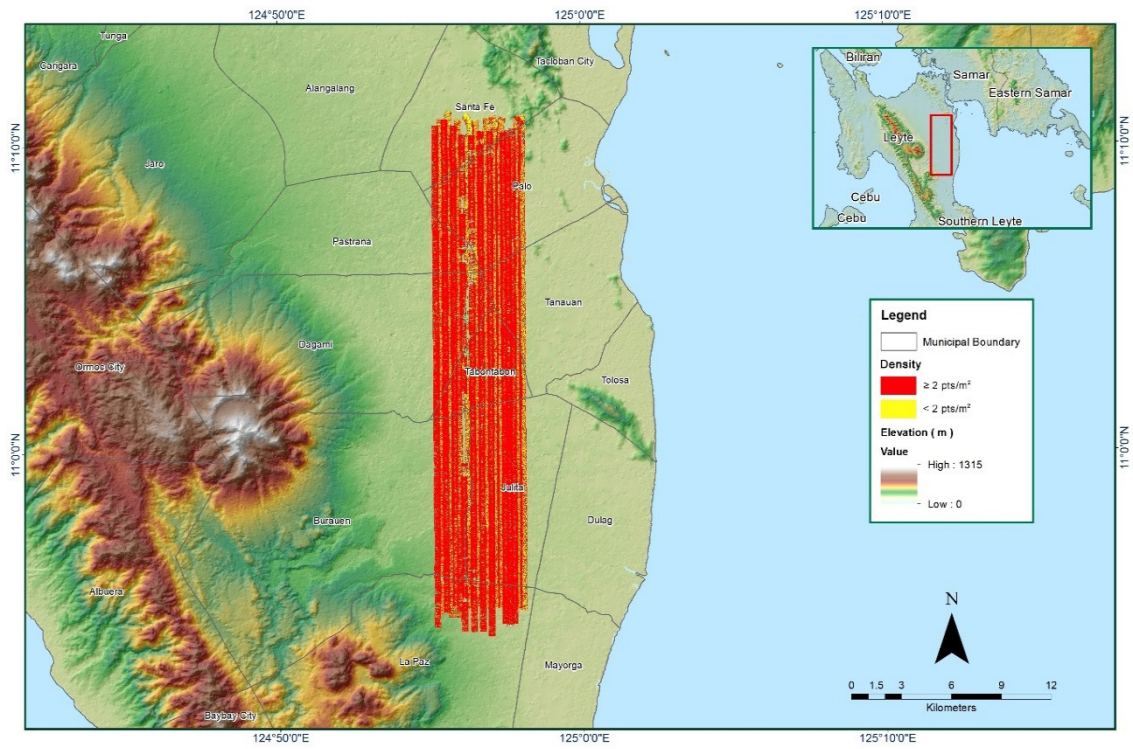 124°50'0"E
125°0'0"E
125°10'0"E
Tunga
Carigara
Alangalang
Tacloban City
Santa Fe
Jaro
Palo
Pastrana
Tanauan
Dagami
Ormoc City
Tabontabon
Tolosa
Julita
Burauen
Dulag
Albuera
La Paz
Mayorga
Baybay City
11°10'0"N
11°0'0"N
11°10'0"N
11°0'0"N
Biliran
Samar
Eastern Samar
Leyte
Cebu
Cebu
Southern Leyte
Legend
Municipal Boundary
Density
≥ 2 pts/m²
< 2 pts/m²
Elevation ( m )
Value
High : 1315
Low : 0
N
0 1.5 3 6 9 12
Kilometers
124°50'0"E
125°0'0"E
125°10'0"E